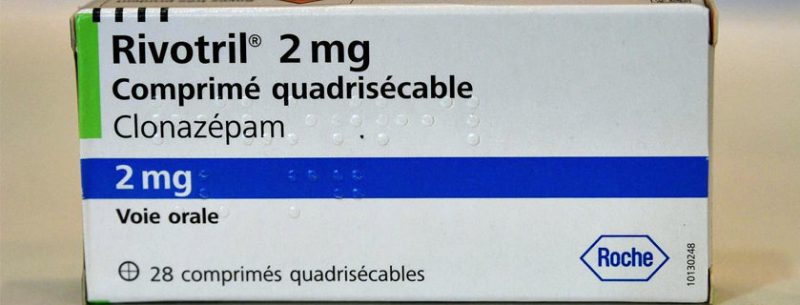 Rivotril® 2 mg
Comprimé quadrisécable
Clonazépam
2 mg
Voie orale
28 comprimés quadrisécables
Roche
10130248